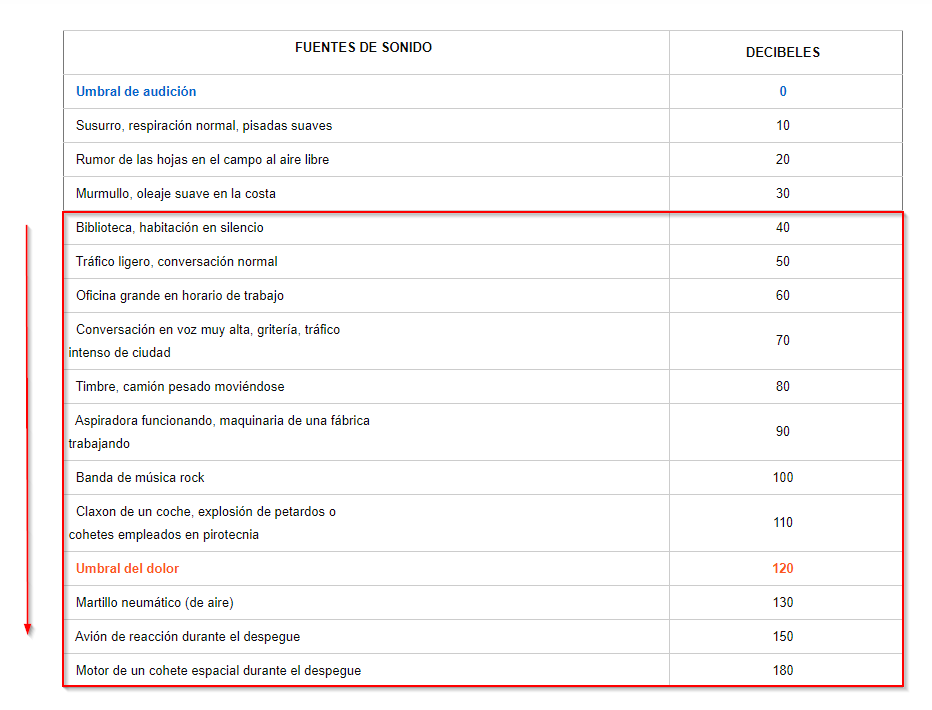 FUENTES DE SONIDO DECIBELES
Umbral de audición 0
Susurro, respiración normal, pisadas suaves 10
Rumor de las hojas en el campo al aire libre 20
Murmullo, oleaje suave en la costa 30
Biblioteca, habitación en silencio 40
Tráfico ligero, conversación normal 50
Oficina grande en horario de trabajo 60
Conversación en voz muy alta, gritería, tráfico
intenso de ciudad 70
Timbre, camión pesado moviéndose 80
Aspiradora funcionando, maquinaria de una fábrica
trabajando 90
Banda de música rock 100
Claxon de un coche, explosión de petardos o
cohetes empleados en pirotecnia 110
Umbral del dolor 120
Martillo neumático (de aire) 130
Avión de reacción durante el despegue 150
Motor de un cohete espacial durante el despegue 180